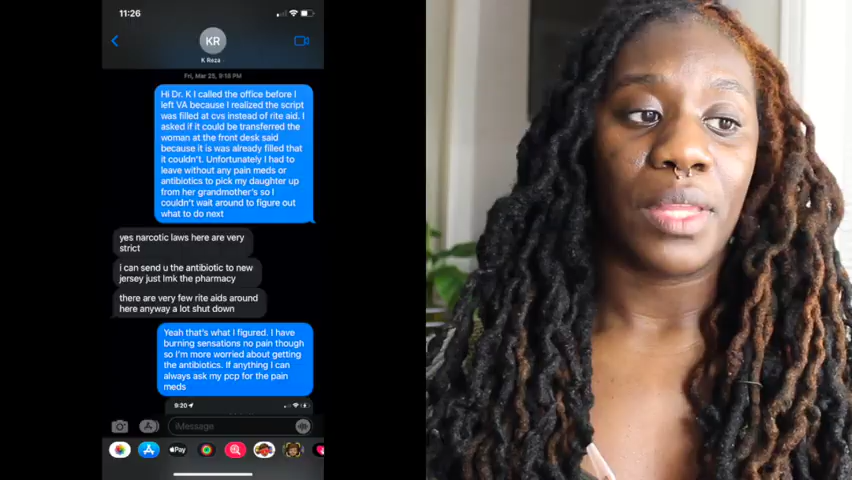 11:26
KR
K Reza
Fri, Mar 25, 9:18 PM
Hi Dr. K I called the office before I
left VA because I realized the script
was filled at cvs instead of rite aid. I
asked if it could be transferred the
woman at the front desk said
because it is was already filled that
it couldn't. Unfortunately I had to
leave without any pain meds or
antibiotics to pick my daughter up
from her grandmother's so I
couldn't wait around to figure out
what to do next
yes narcotic laws here are very
strict
i can send u the antibiotic to new
jersey just lmk the pharmacy
there are very few rite aids around
here anyway a lot shut down
Yeah that's what I figured. I have
burning sensations no pain though
so I'm more worried about getting
the antibiotics. If anything I can
always ask my pcp for the pain
meds
9:20
iMessage
Pay